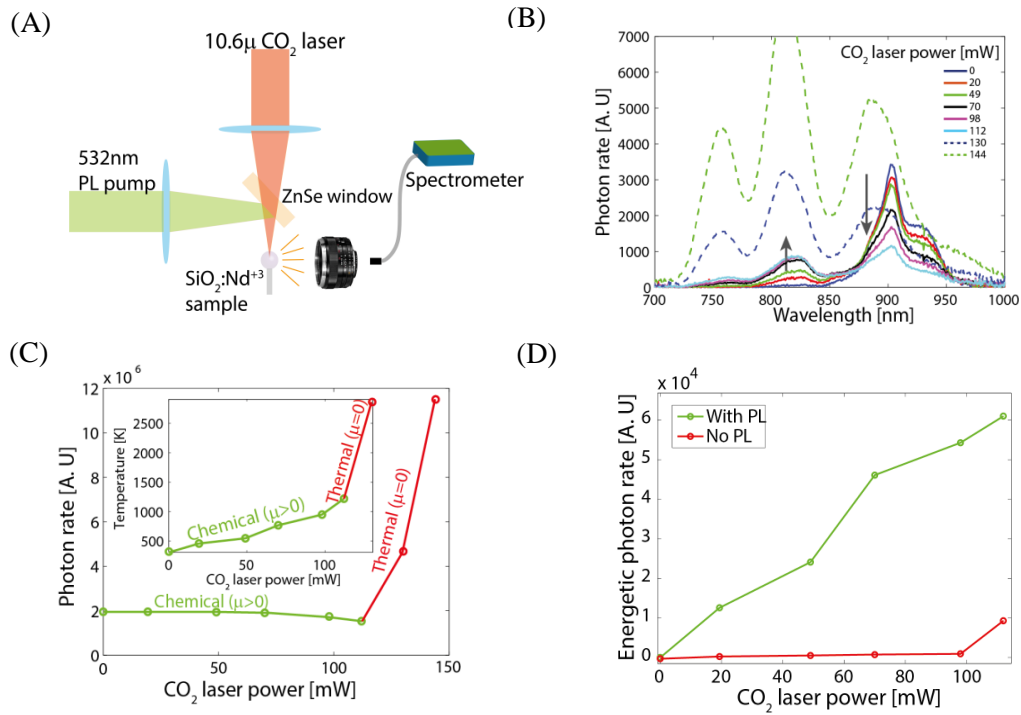 (A)
10.6μ CO2 laser
532nm
PL pump
ZnSe window
Spectrometer
SiO2:Nd+3
sample
(B)
CO2 laser power [mW]
0
20
49
70
98
112
130
144
Photon rate [A. U]
7000
6000
5000
4000
3000
2000
1000
0
700
750
800
850
900
950
1000
Wavelength [nm]
(C)
x 10^6
Photon rate [A. U]
12
10
8
6
4
2
0
0
50
100
150
CO2 laser power [mW]
Chemical (μ>0)
Thermal (μ=0)
Temperature [K]
2500
2000
1500
1000
500
0
50
100
CO2 laser power [mW]
Chemical (μ>0)
Thermal (μ=0)
(D)
x 10^4
Energetic photon rate [A. U]
6
5
4
3
2
1
0
0
20
40
60
80
100
CO2 laser power [mW]
With PL
No PL